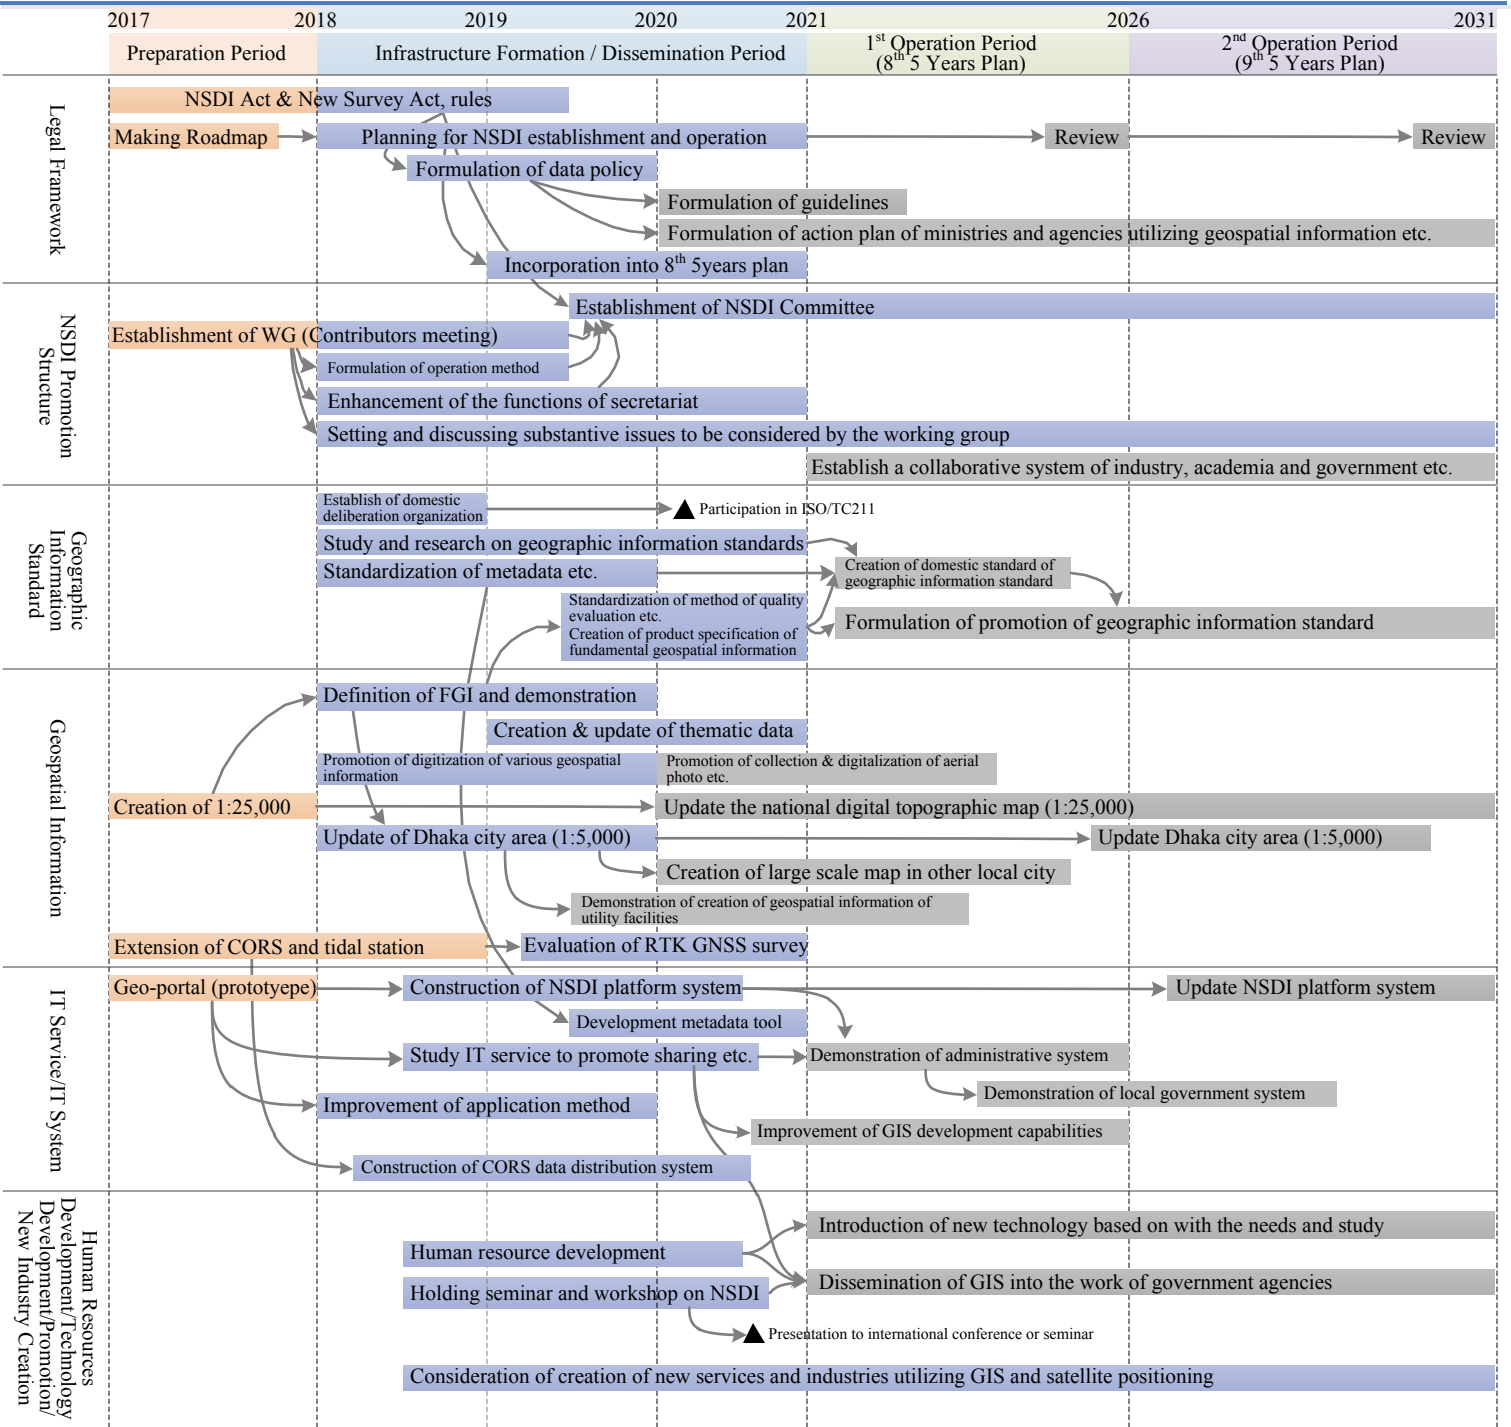 2017 2018 2019 2020 2021 2026 2031
Preparation Period
Infrastructure Formation / Dissemination Period
1st Operation Period
(8th 5 Years Plan)
2nd Operation Period
(9th 5 Years Plan)
Legal Framework
NSDI Act & New Survey Act, rules
Making Roadmap
Planning for NSDI establishment and operation
Review
Review
Formulation of data policy
Formulation of guidelines
Formulation of action plan of ministries and agencies utilizing geospatial information etc.
Incorporation into 8th 5years plan
NSDI Promotion
Structure
Establishment of NSDI Committee
Establishment of WG (Contributors meeting)
Formulation of operation method
Enhancement of the functions of secretariat
Setting and discussing substantive issues to be considered by the working group
Establish a collaborative system of industry, academia and government etc.
Geographic
Information
Standard
Establish of domestic
deliberation organization
Participation in ISO/TC211
Study and research on geographic information standards
Standardization of metadata etc.
Creation of domestic standard of
geographic information standard
Standardization of method of quality
evaluation etc.
Creation of product specification of
fundamental geospatial information
Formulation of promotion of geographic information standard
Geospatial Information
Definition of FGI and demonstration
Creation & update of thematic data
Promotion of digitization of various geospatial
information
Promotion of collection & digitalization of aerial
photo etc.
Creation of 1:25,000
Update the national digital topographic map (1:25,000)
Update of Dhaka city area (1:5,000)
Update Dhaka city area (1:5,000)
Creation of large scale map in other local city
Demonstration of creation of geospatial information of
utility facilities
Extension of CORS and tidal station
Evaluation of RTK GNSS survey
IT Service/IT System
Geo-portal (prototyepe)
Construction of NSDI platform system
Update NSDI platform system
Development metadata tool
Study IT service to promote sharing etc.
Demonstration of administrative system
Demonstration of local government system
Improvement of application method
Improvement of GIS development capabilities
Construction of CORS data distribution system
Human Resources
Development/Technology
Development/Promotion/
New Industry Creation
Introduction of new technology based on with the needs and study
Human resource development
Dissemination of GIS into the work of government agencies
Holding seminar and workshop on NSDI
Presentation to international conference or seminar
Consideration of creation of new services and industries utilizing GIS and satellite positioning